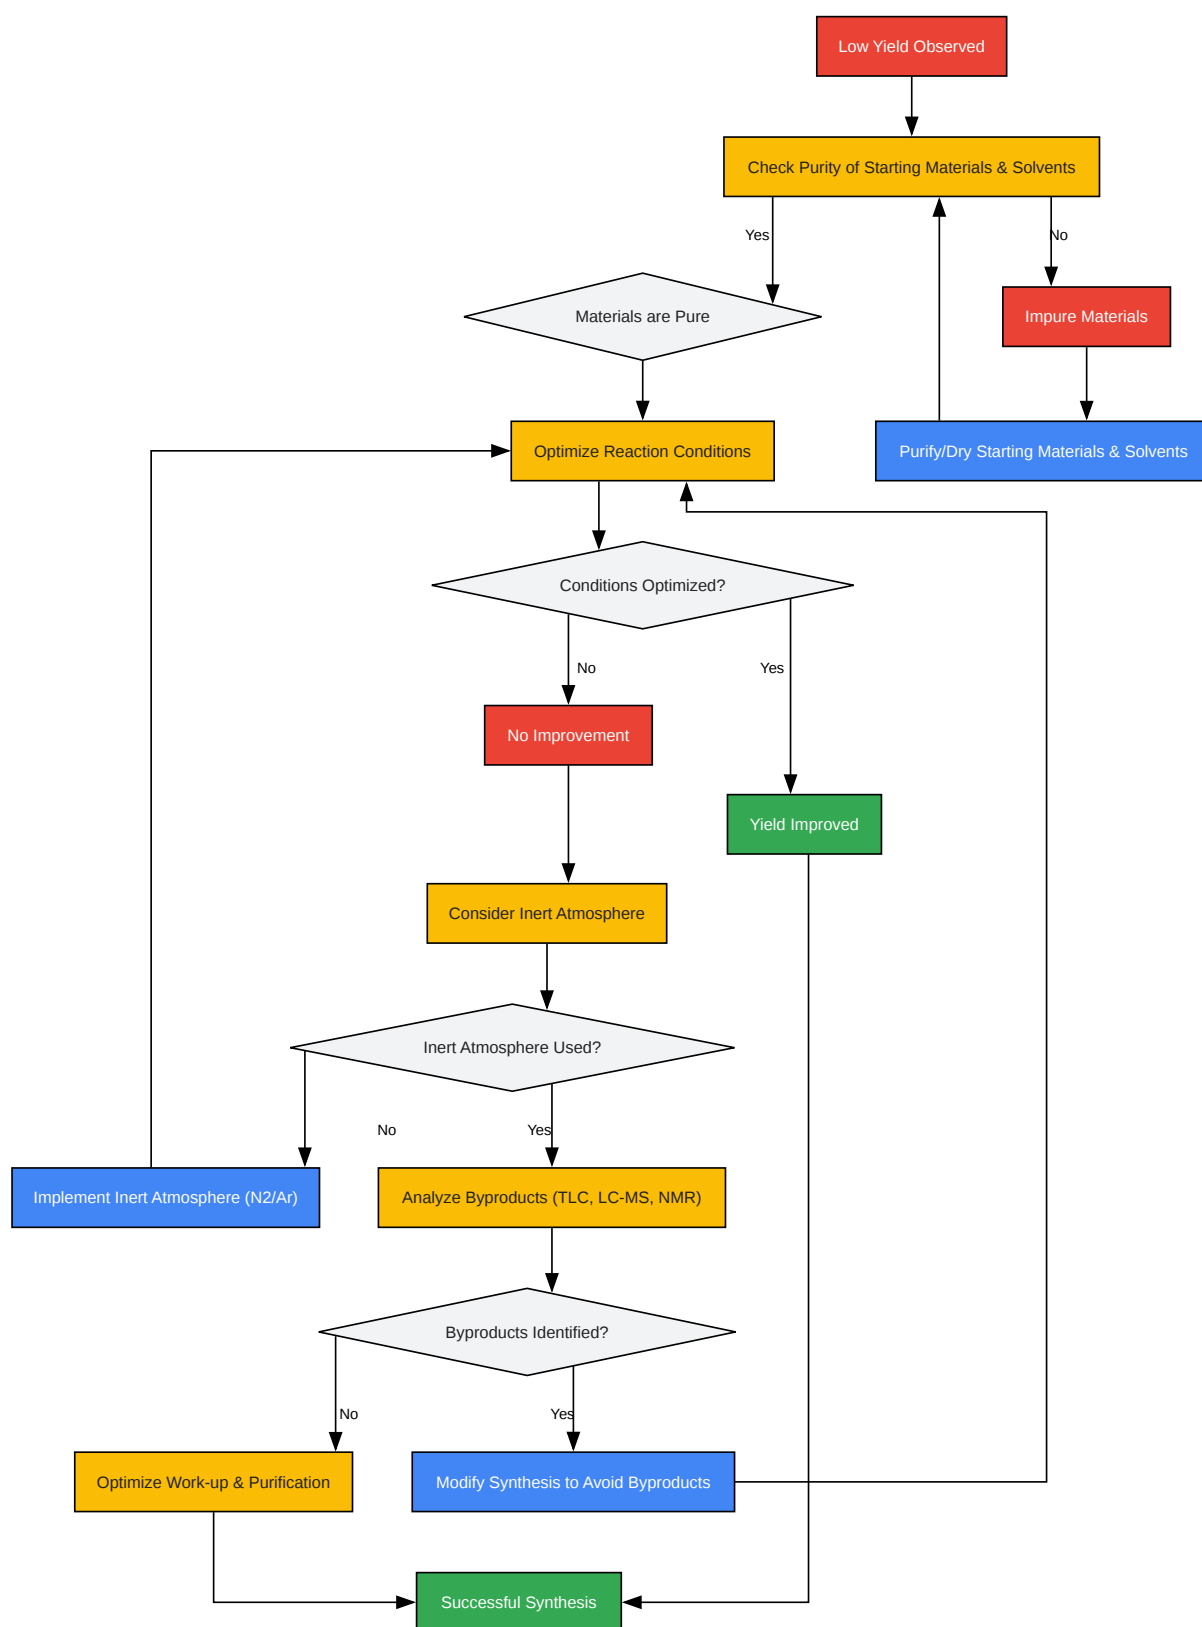 Low Yield Observed
Check Purity of Starting Materials & Solvents
Yes
No
Materials are Pure
Impure Materials
Optimize Reaction Conditions
Purify/Dry Starting Materials & Solvents
Conditions Optimized?
No
Yes
No Improvement
Yield Improved
Consider Inert Atmosphere
Inert Atmosphere Used?
No
Yes
Implement Inert Atmosphere (N2/Ar)
Analyze Byproducts (TLC, LC-MS, NMR)
Byproducts Identified?
No
Yes
Optimize Work-up & Purification
Modify Synthesis to Avoid Byproducts
Successful Synthesis